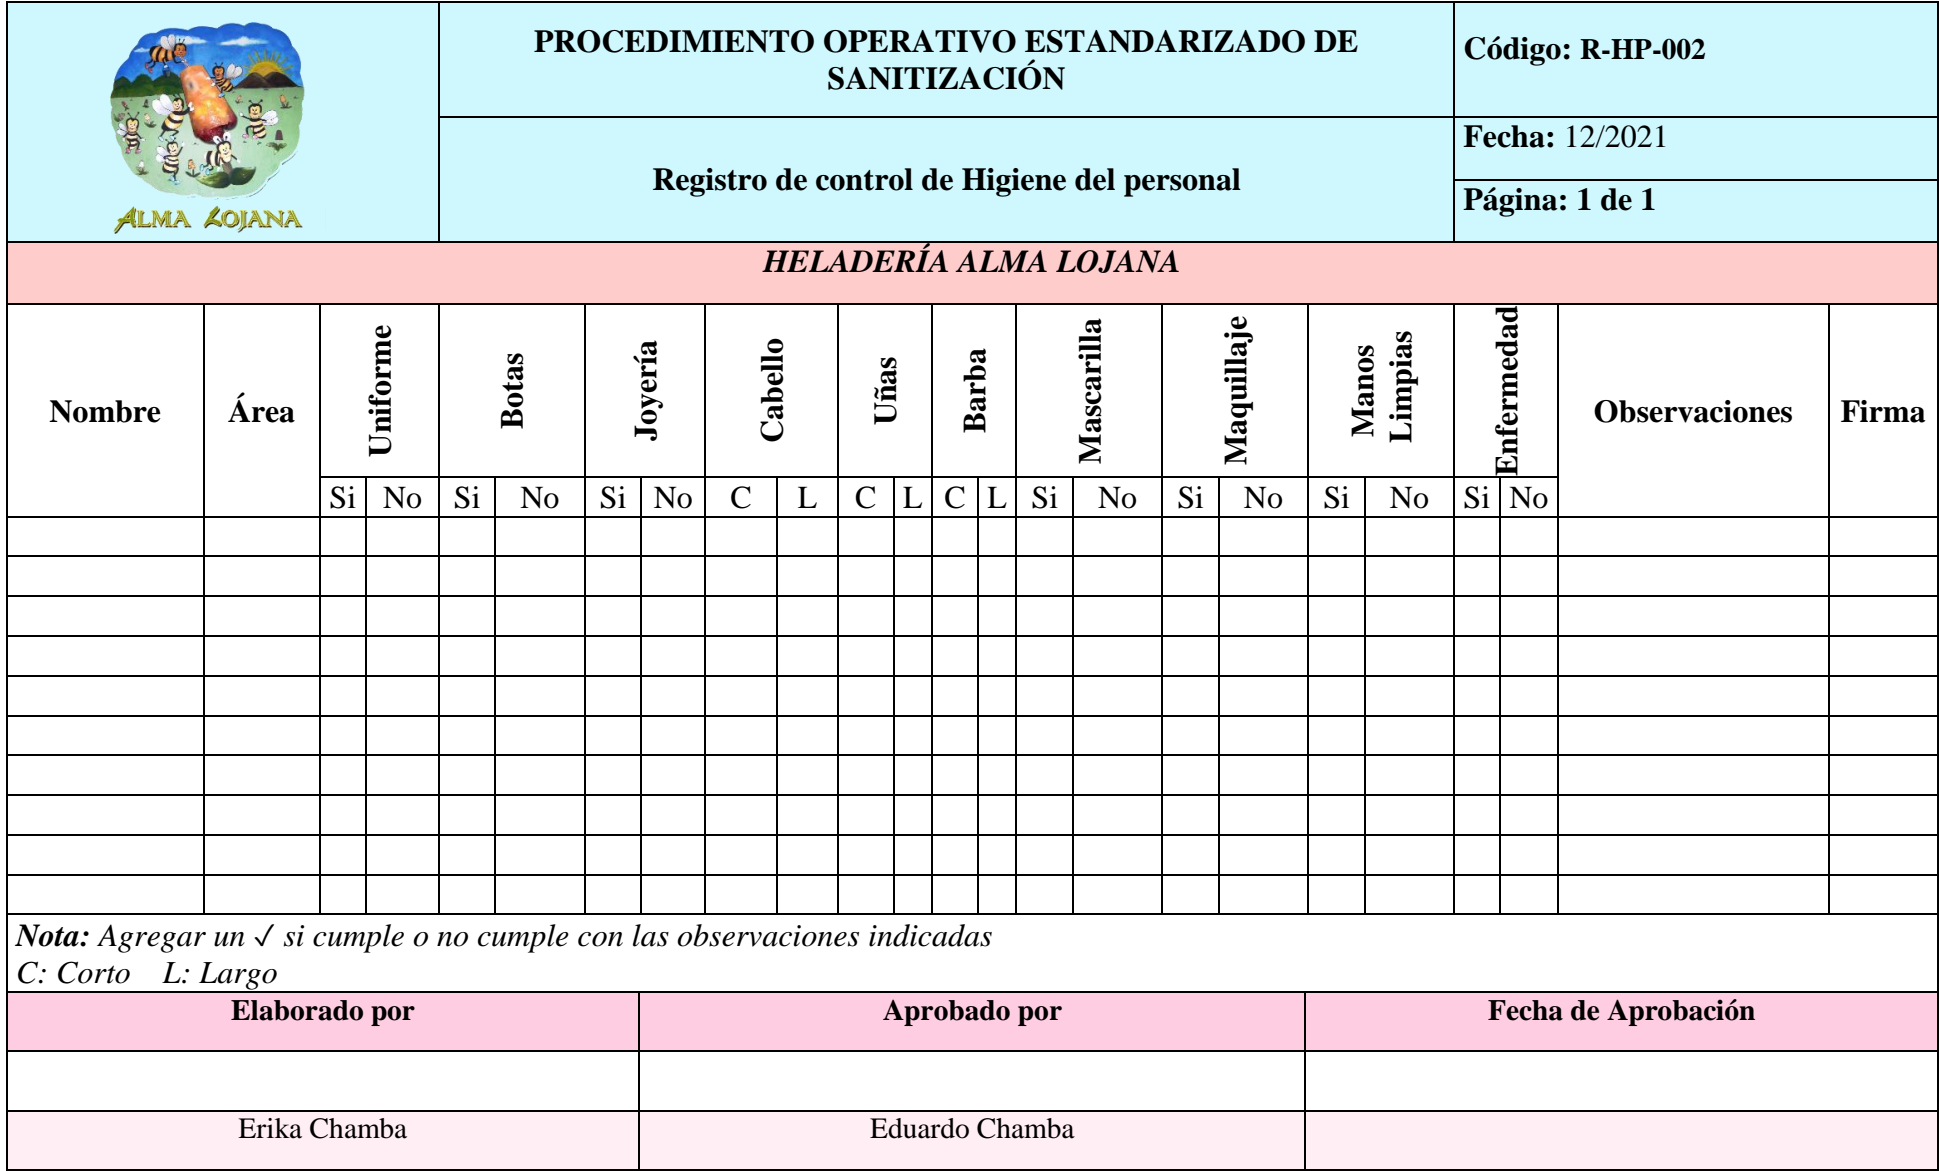 PROCEDIMIENTO OPERATIVO ESTANDARIZADO DE
SANITIZACIÓN
Código: R-HP-002
Registro de control de Higiene del personal
Fecha: 12/2021
Página: 1 de 1
ALMA LOJANA
HELADERÍA ALMA LOJANA
Nombre Área Uniforme Botas Joyería Cabello Uñas Barba Mascarilla Maquillaje Manos Limpias Enfermedad Observaciones Firma
Si No Si No Si No C L C L C L Si No Si No Si No Si No
Nota: Agregar un ✓ si cumple o no cumple con las observaciones indicadas
C: Corto L: Largo
Elaborado por Aprobado por Fecha de Aprobación
Erika Chamba Eduardo Chamba